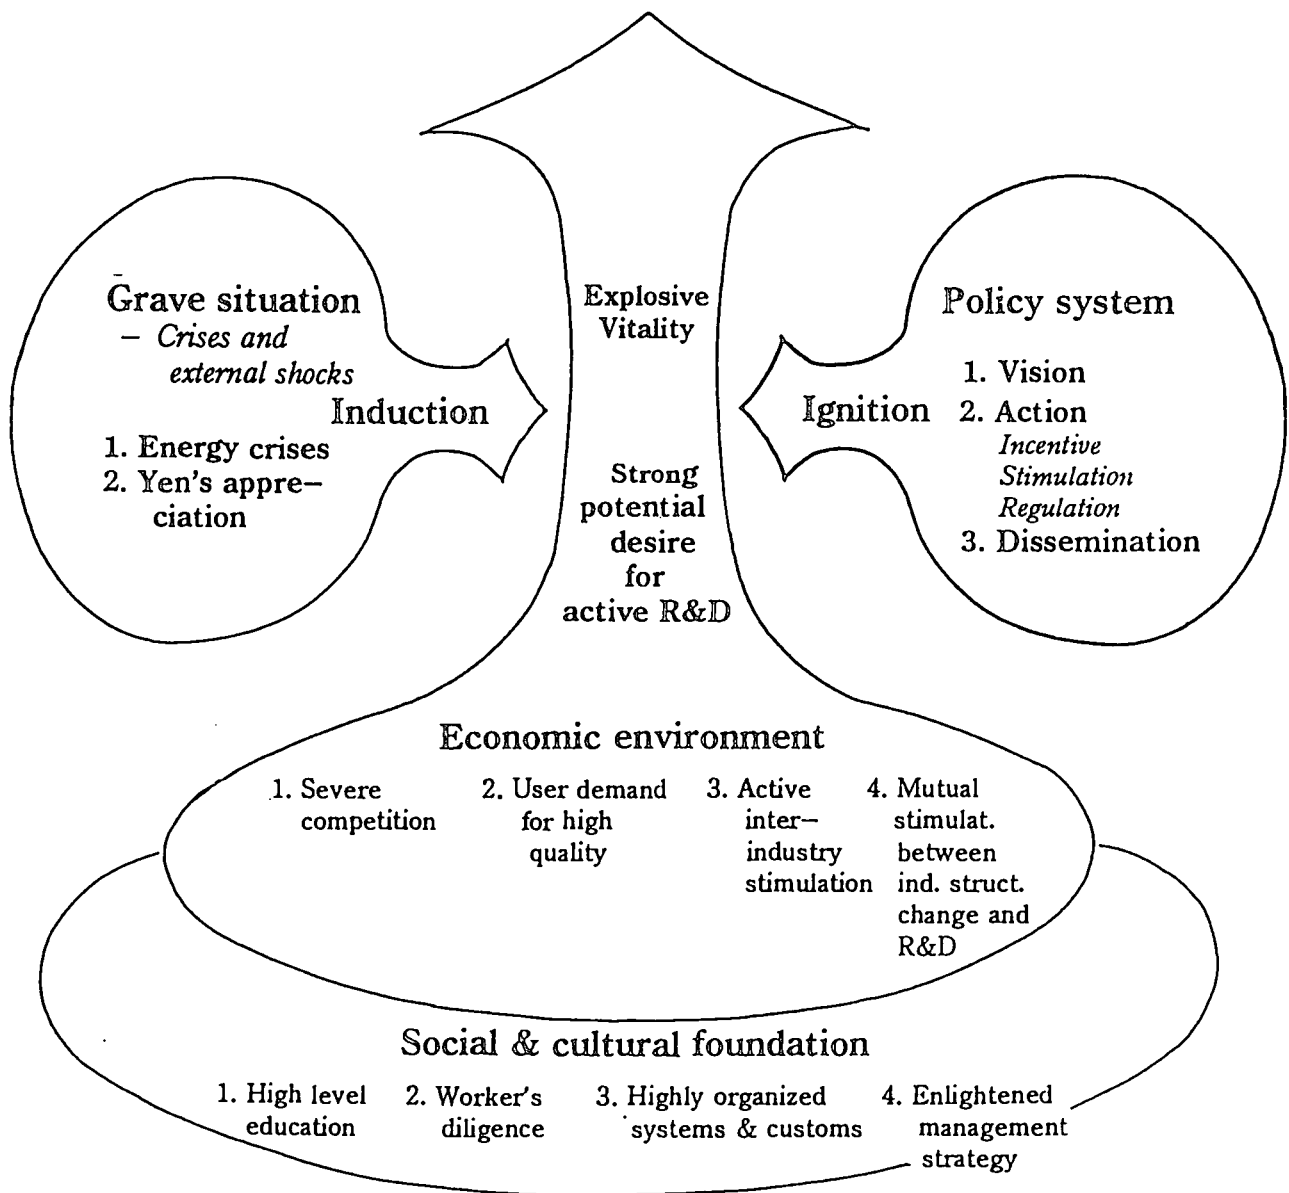 Grave situation
— Crises and
external shocks
Induction
1. Energy crises
2. Yen's appre—
ciation
Explosive
Vitality
Strong
potential
desire
for
active R&D
Policy system
Ignition
1. Vision
2. Action
Incentive
Stimulation
Regulation
3. Dissemination
Economic environment
1. Severe
competition
2. User demand
for high
quality
3. Active
inter—
industry
stimulation
4. Mutual
stimulat.
between
ind. struct.
change and
R&D
Social & cultural foundation
1. High level
education
2. Worker's
diligence
3. Highly organized
systems & customs
4. Enlightened
management
strategy